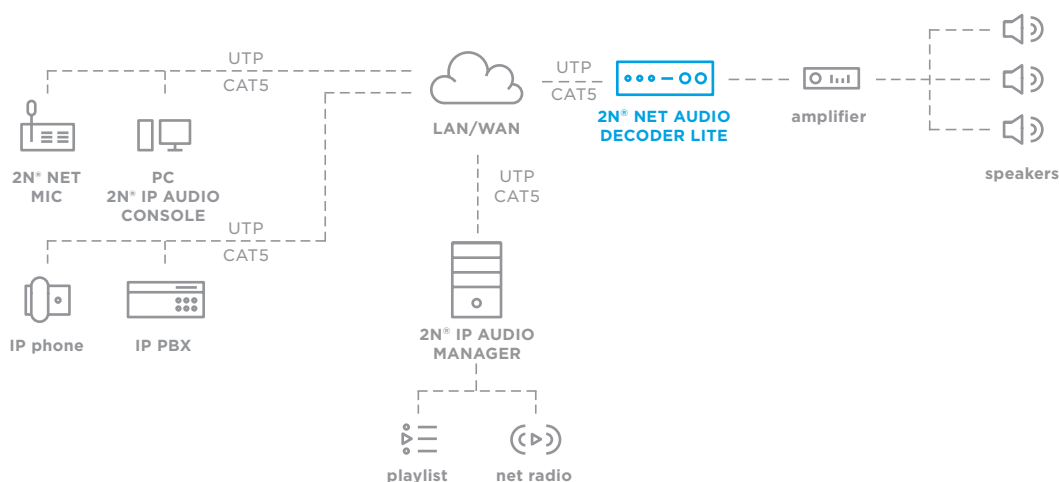 UTP
CAT5
LAN/WAN
UTP
CAT5
2N® NET AUDIO
DECODER LITE
amplifier
speakers
2N® NET
MIC
PC
2N® IP AUDIO
CONSOLE
UTP
CAT5
UTP
CAT5
IP phone
IP PBX
2N® IP AUDIO
MANAGER
playlist
net radio